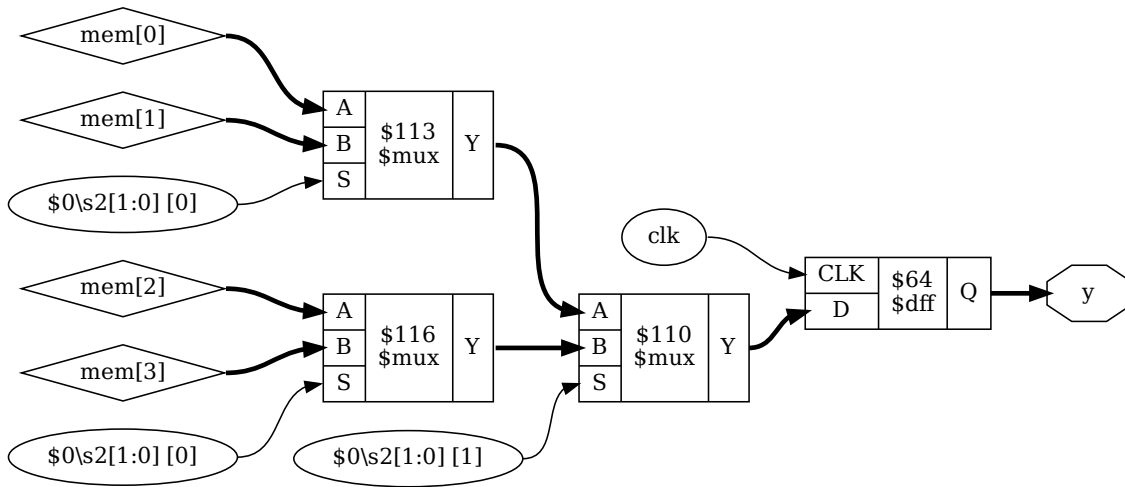 mem[0]
mem[1]
$0\s2[1:0] [0]
A
B
S
$113
$mux
Y
mem[2]
mem[3]
$0\s2[1:0] [0]
A
B
S
$116
$mux
Y
$0\s2[1:0] [1]
A
B
S
$110
$mux
Y
clk
CLK
D
$64
$dff
Q
y